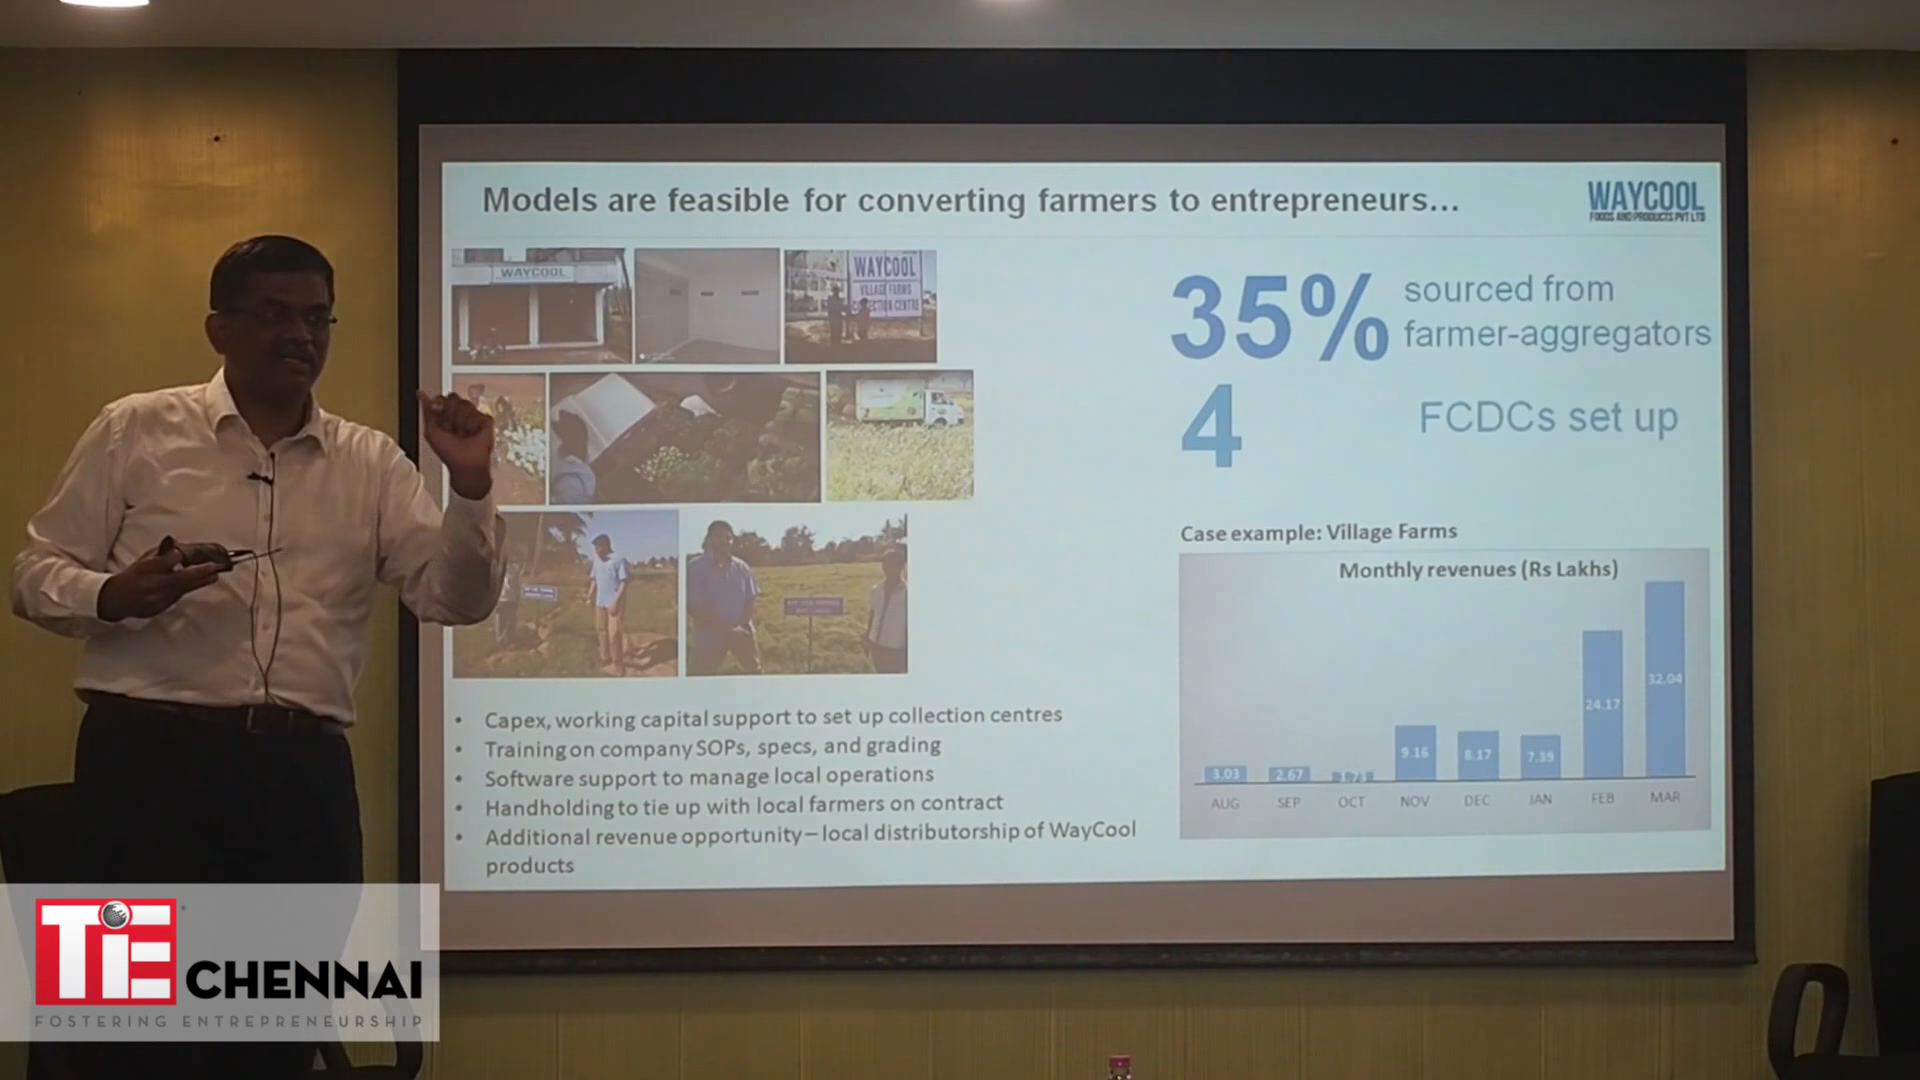 Models are feasible for converting farmers to entrepreneurs...
WAYCOOL
FOODS AND PRODUCTS PVT LTD
WAYCOOL
WAYCOOL
VILLAGE FARMS
COLLECTION CENTRE
35% sourced from
farmer-aggregators
4 FCDCs set up
Case example: Village Farms
Monthly revenues (Rs Lakhs)
3.03
2.67
9.16
8.17
7.39
24.17
32.04
AUG SEP OCT NOV DEC JAN FEB MAR
• Capex, working capital support to set up collection centres
• Training on company SOPs, specs, and grading
• Software support to manage local operations
• Handholding to tie up with local farmers on contract
• Additional revenue opportunity – local distributorship of WayCool
products
TiE
CHENNAI
FOSTERING ENTREPRENEURSHIP